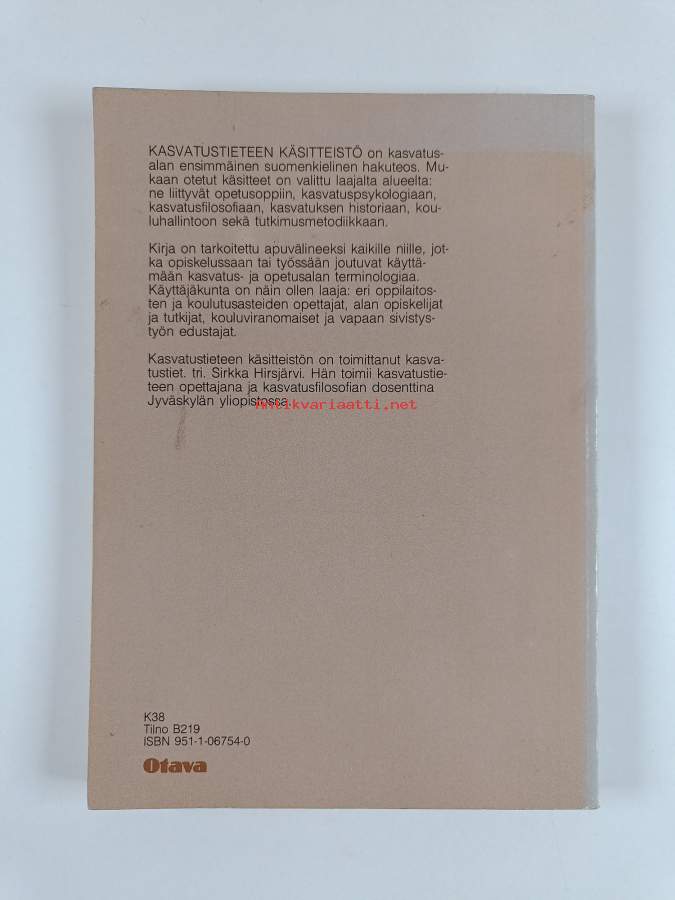 KASVATUSTIETEEN KÄSITTEISTÖ on kasvatus-
alan ensimmäinen suomenkielinen hakuteos. Mu-
kaan otetut käsitteet on valittu laajalta alueelta:
ne liittyvät opetusoppiin, kasvatuspsykologiaan,
kasvatusfilosofiaan, kasvatuksen historiaan, kou-
luhallintoon sekä tutkimusmetodiikkaan.
Kirja on tarkoitettu apuvälineeksi kaikille niille, jot-
ka opiskelussaan tai työssään joutuvat käyttä-
mään kasvatus- ja opetusalan terminologiaa.
Käyttäjäkunta on näin ollen laaja: eri oppilaitos-
ten ja koulutusasteiden opettajat, alan opiskelijat
ja tutkijat, kouluviranomaiset ja vapaan sivistys-
työn edustajat.
Kasvatustieteen käsitteistön on toimittanut kasva-
tustiet. tri. Sirkka Hirsjärvi. Hän toimii kasvatustie-
teen opettajana ja kasvatusfilosofian dosenttina
Jyväskylän yliopistossa.
antikvariaatti.net
K38
Tilno B219
ISBN 951-1-06754-0
Otava